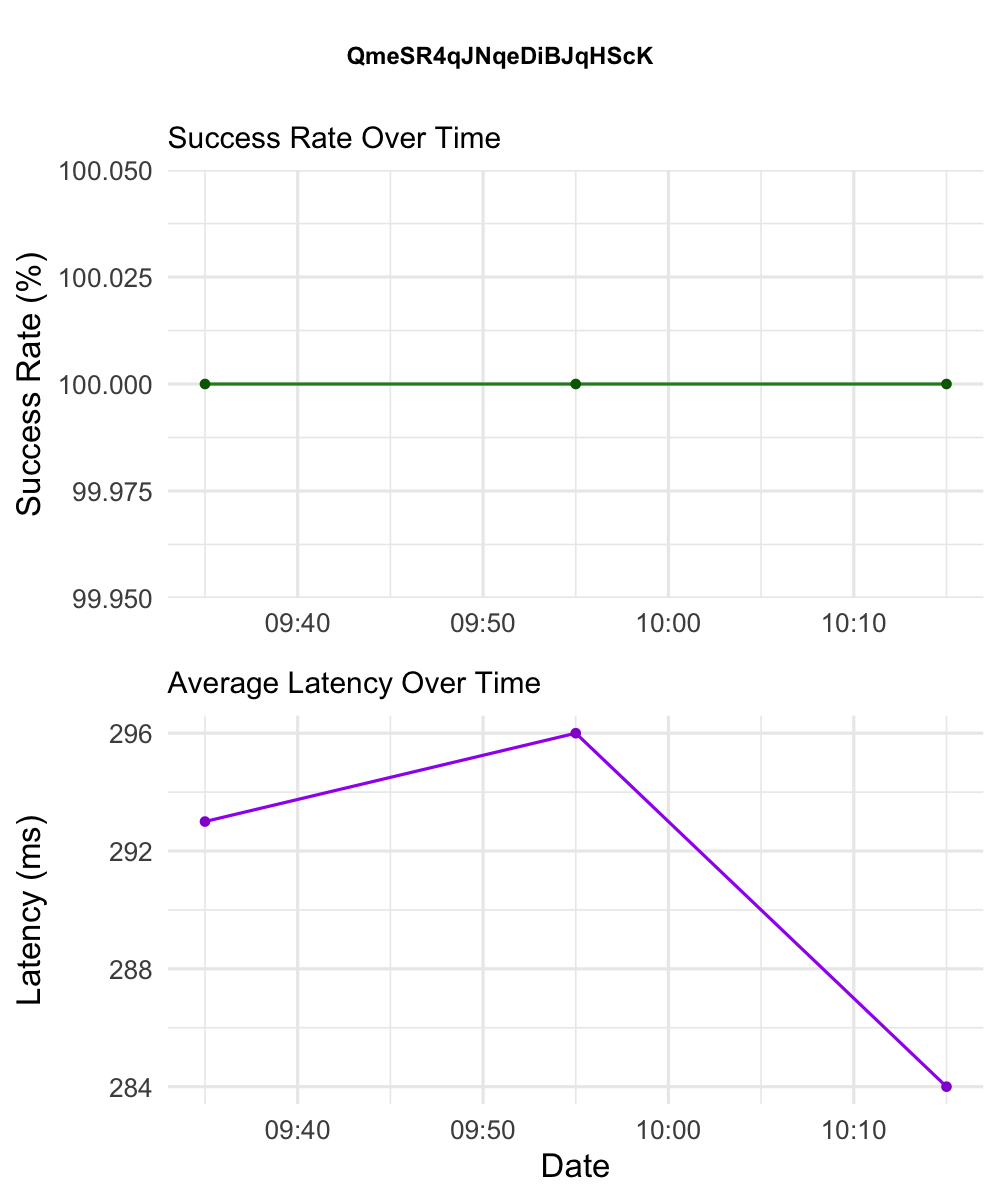 QmeSR4qJNqeDiBJqHScK
Success Rate Over Time
Success Rate (%)
100.050
100.025
100.000
99.975
99.950
09:40 09:50 10:00 10:10
Average Latency Over Time
Latency (ms)
296
292
288
284
09:40 09:50 10:00 10:10
Date